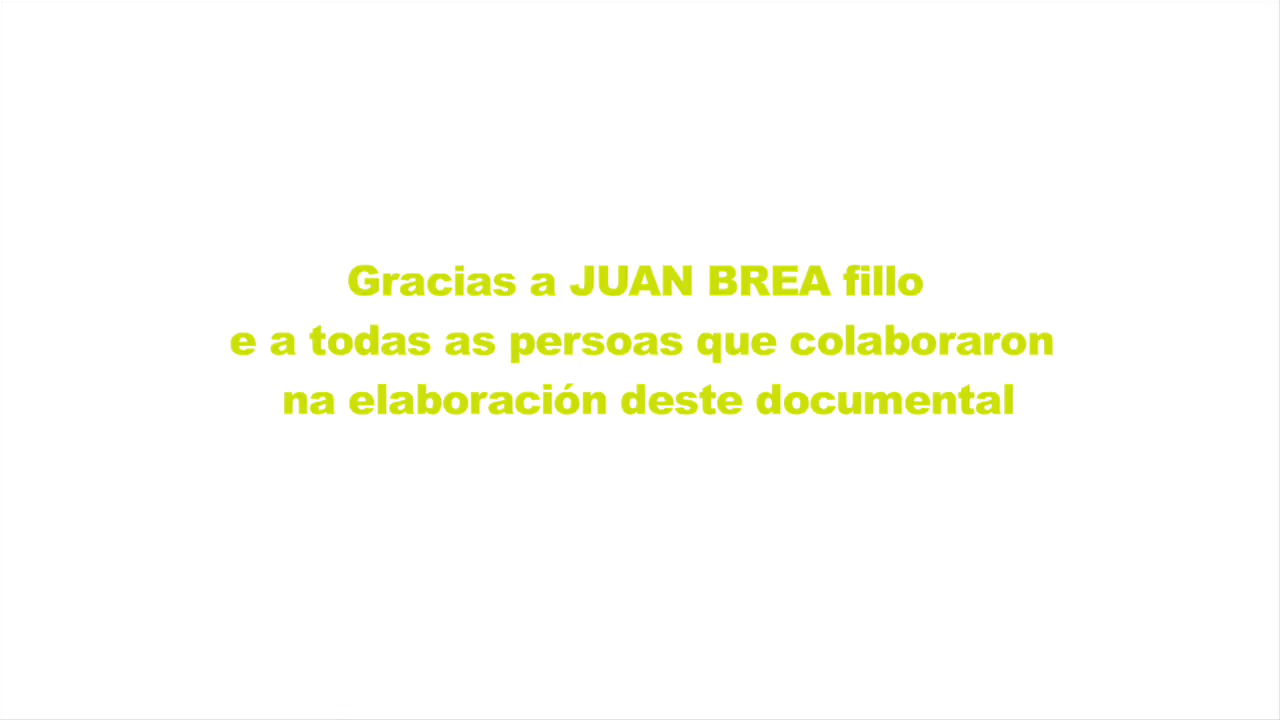 Gracias a JUAN BREA fillo
e a todas as persoas que colaboraron
na elaboración deste documental